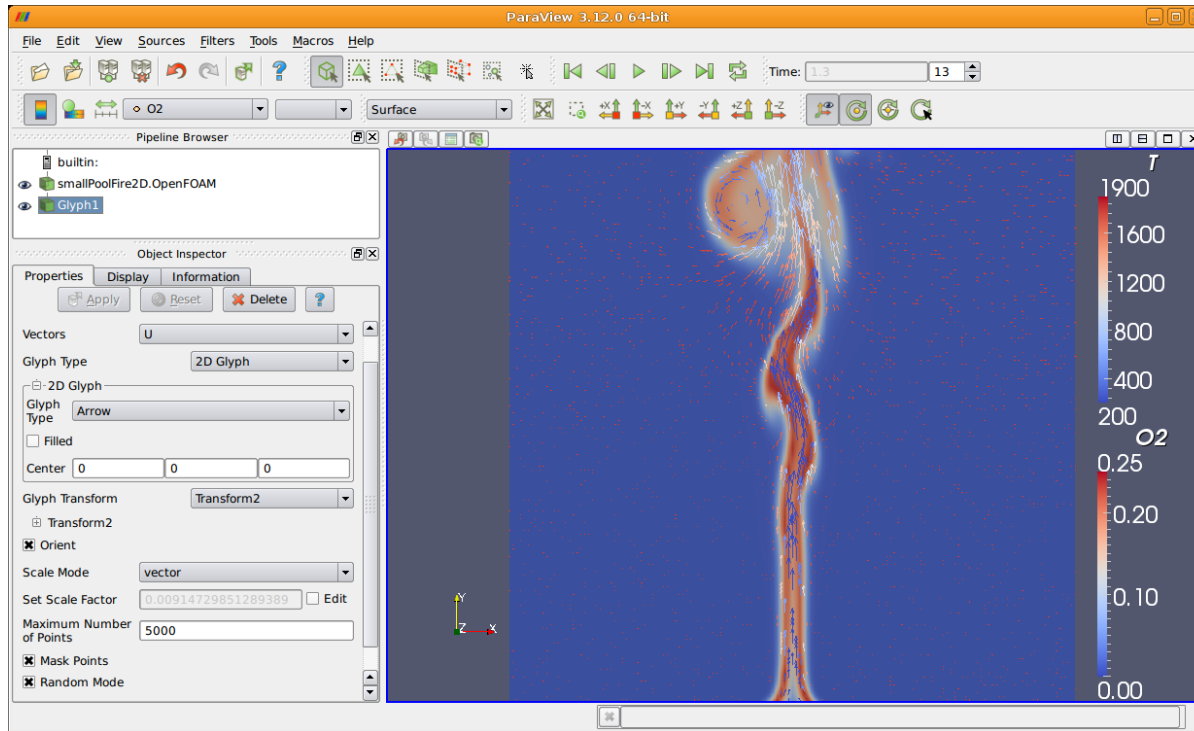 ParaView 3.12.0 64-bit
File Edit View Sources Filters Tools Macros Help
Time: 1.3 13
O2 Surface +X -X +Y -Y +Z -Z
Pipeline Browser
builtin:
smallPoolFire2D.OpenFOAM
Glyph1
Object Inspector
Properties Display Information
Apply Reset Delete ?
Vectors U
Glyph Type 2D Glyph
2D Glyph
Glyph Type Arrow
Filled
Center 0 0 0
Glyph Transform Transform2
Transform2
Orient
Scale Mode vector
Set Scale Factor 0.00914729851289389 Edit
Maximum Number of Points 5000
Mask Points
Random Mode
T
1900
1600
1200
800
400
200
O2
0.25
0.20
0.10
0.00
Y
Z X